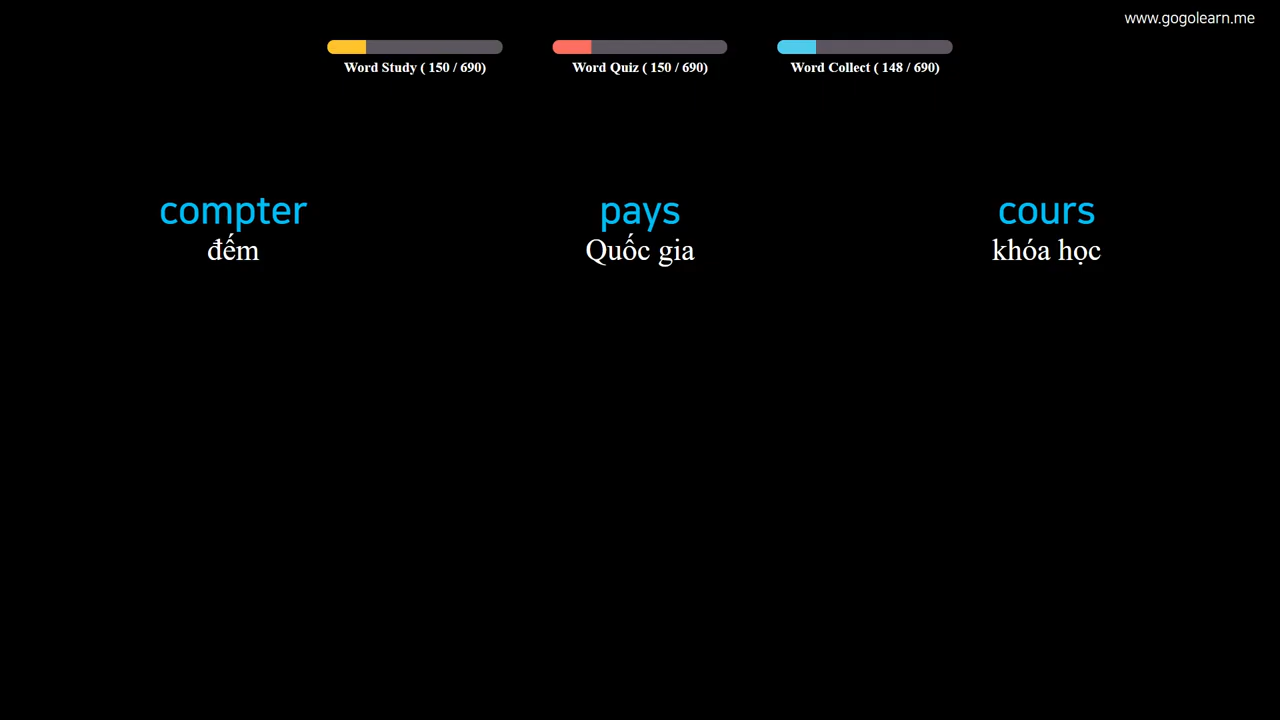 www.gogolearn.me
Word Study ( 150 / 690)
Word Quiz ( 150 / 690)
Word Collect ( 148 / 690)
compter
đếm
pays
Quốc gia
cours
khóa học